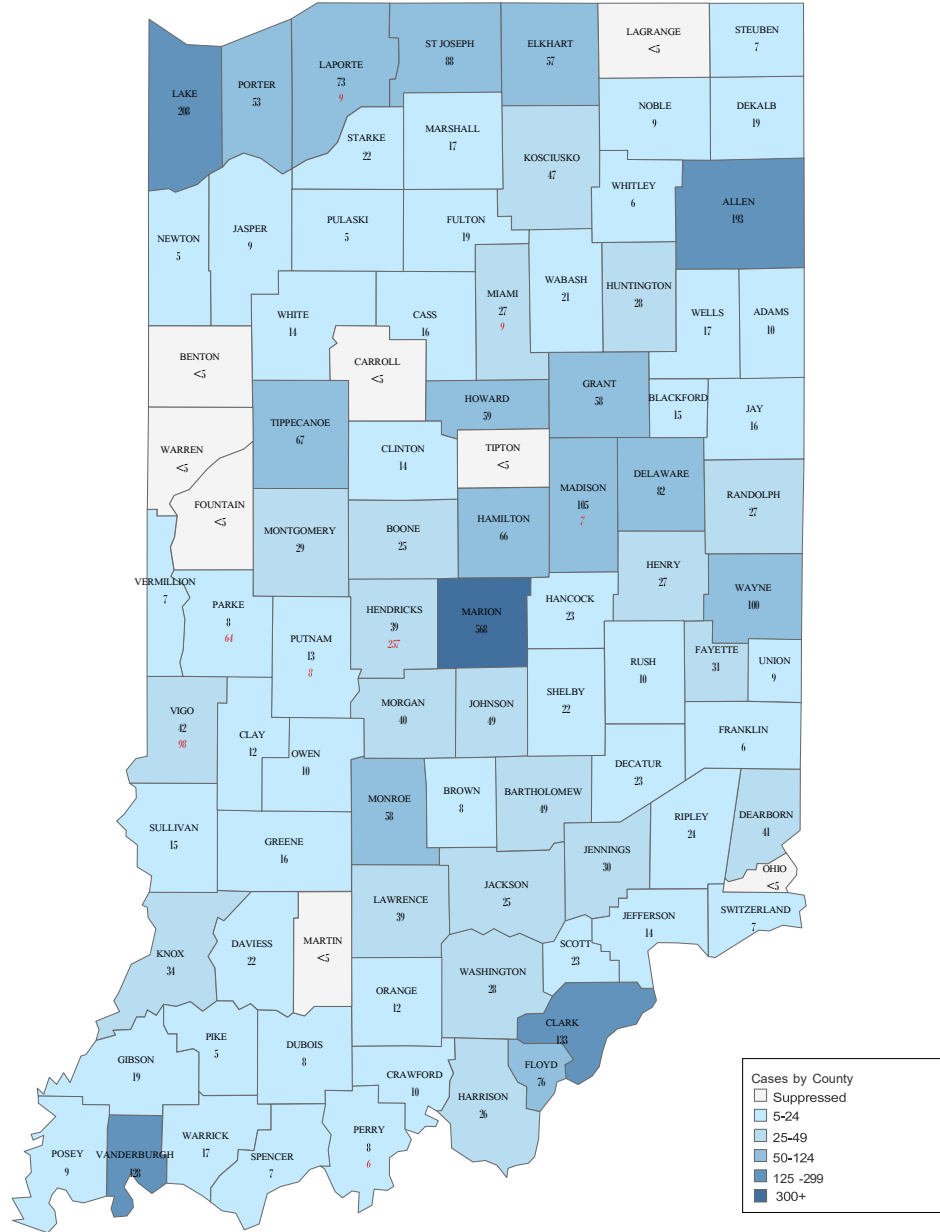 LAGRANGE
<5
STEUBEN
7
ST JOSEPH
88
ELKHART
57
LAPORTE
73
9
PORTER
53
LAKE
208
NOBLE
9
DEKALB
19
MARSHALL
17
STARKE
22
KOSCIUSKO
47
WHITLEY
6
ALLEN
193
PULASKI
5
FULTON
19
JASPER
9
NEWTON
5
WABASH
21
HUNTINGTON
28
MIAMI
27
9
WELLS
17
ADAMS
10
WHITE
14
CASS
16
BENTON
<5
CARROLL
<5
GRANT
58
HOWARD
59
BLACKFORD
15
JAY
16
TIPPECANOE
67
CLINTON
14
TIPTON
<5
WARREN
<5
MADISON
105
7
DELAWARE
82
RANDOLPH
27
FOUNTAIN
<5
MONTGOMERY
29
BOONE
25
HAMILTON
66
HENRY
27
VERMILLION
7
WAYNE
100
PARKE
8
64
HENDRICKS
39
257
MARION
568
HANCOCK
23
PUTNAM
13
8
RUSH
10
FAYETTE
31
UNION
9
VIGO
42
98
MORGAN
40
JOHNSON
49
SHELBY
22
FRANKLIN
6
CLAY
12
OWEN
10
DECATUR
23
MONROE
58
BROWN
8
BARTHOLOMEW
49
RIPLEY
24
DEARBORN
41
SULLIVAN
15
GREENE
16
JENNINGS
30
OHIO
<5
JACKSON
25
LAWRENCE
39
SWITZERLAND
7
JEFFERSON
14
MARTIN
<5
DAVIESS
22
SCOTT
23
KNOX
34
WASHINGTON
28
ORANGE
12
CLARK
133
PIKE
5
DUBOIS
8
GIBSON
19
FLOYD
76
CRAWFORD
10
HARRISON
26
PERRY
8
6
WARRICK
17
VANDERBURGH
128
POSEY
9
SPENCER
7
Cases by County
Suppressed
5-24
25-49
50-124
125 -299
300+